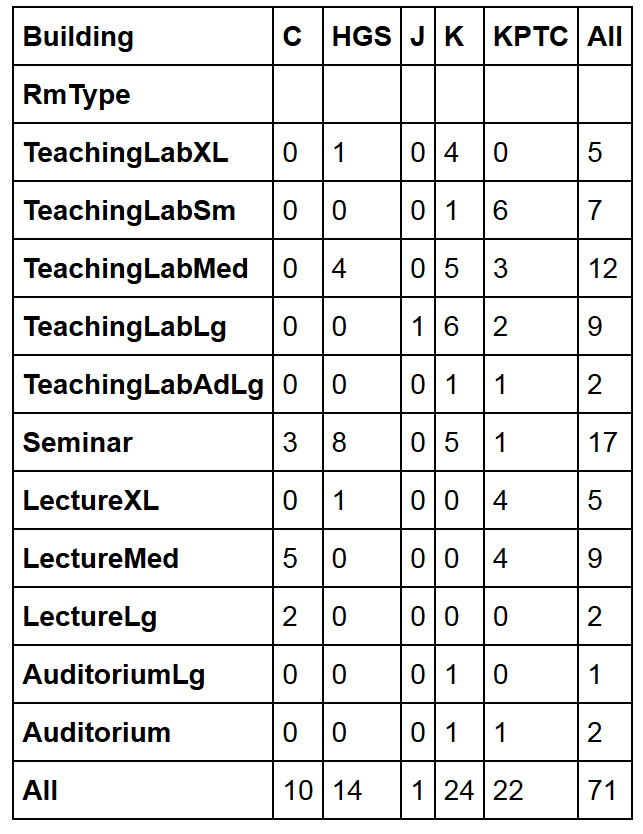 Building C HGS J K KPTC All
RmType
TeachingLabXL 0 1 0 4 0 5
TeachingLabSm 0 0 0 1 6 7
TeachingLabMed 0 4 0 5 3 12
TeachingLabLg 0 0 1 6 2 9
TeachingLabAdLg 0 0 0 1 1 2
Seminar 3 8 0 5 1 17
LectureXL 0 1 0 0 4 5
LectureMed 5 0 0 0 4 9
LectureLg 2 0 0 0 0 2
AuditoriumLg 0 0 0 1 0 1
Auditorium 0 0 0 1 1 2
All 10 14 1 24 22 71